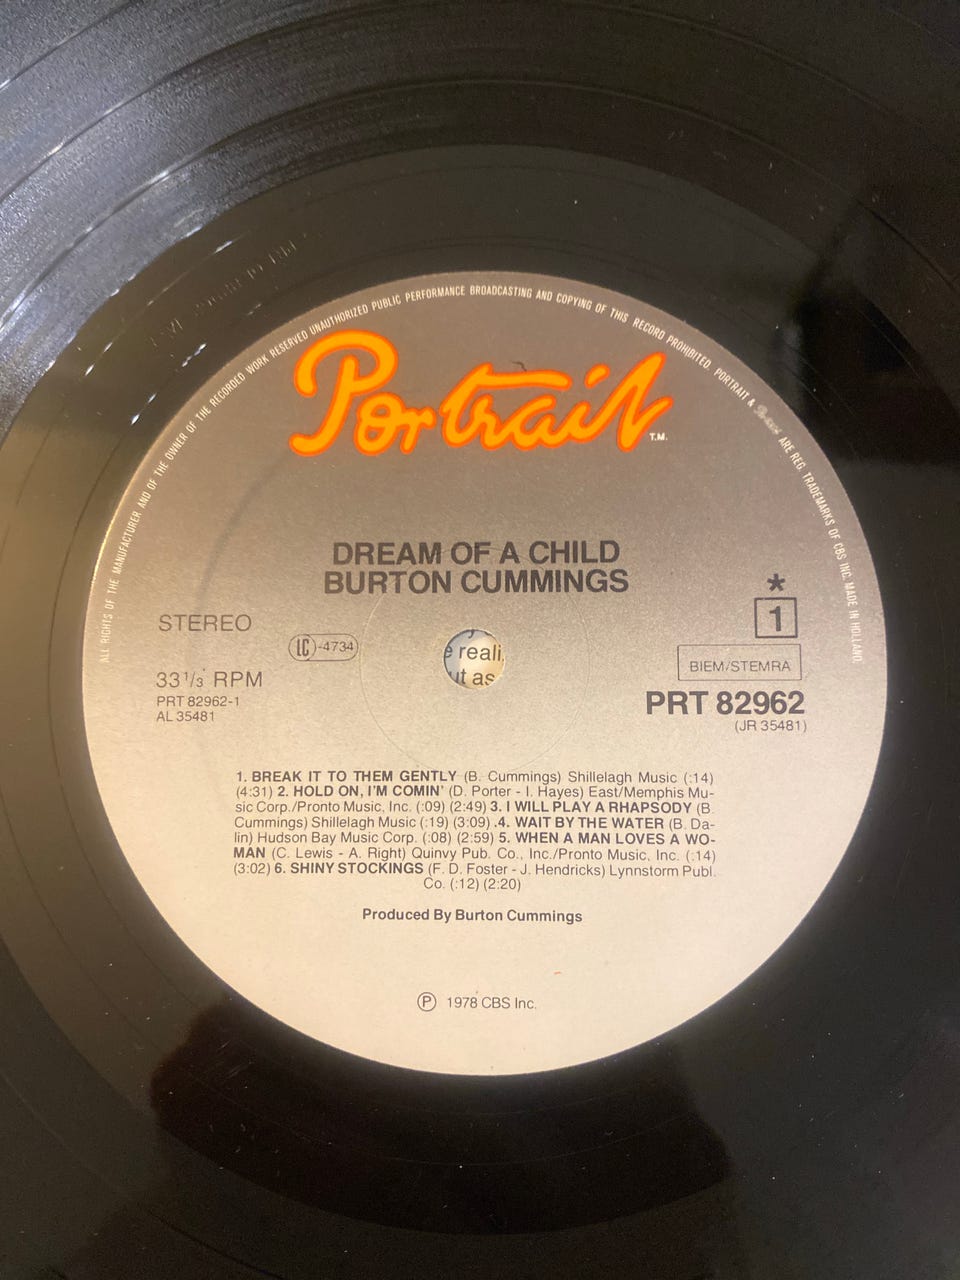 ALL RIGHTS OF THE MANUFACTURER AND OF THE OWNER OF THE RECORDED WORK RESERVED UNAUTHORIZED PUBLIC PERFORMANCE BROADCASTING AND COPYING OF THIS RECORD PROHIBITED. PORTRAIT & Portrait ARE REG. TRADEMARKS OF CBS INC. MADE IN HOLLAND.
Portrait
T.M.
DREAM OF A CHILD
BURTON CUMMINGS
STEREO
*
1
LC-4734
e reali
ut as
BIEM/STEMRA
33 1/3 RPM
PRT 82962-1
AL 35481
PRT 82962
(JR 35481)
1. BREAK IT TO THEM GENTLY (B. Cummings) Shillelagh Music (:14)
(4:31) 2. HOLD ON, I'M COMIN' (D. Porter - I. Hayes) East/Memphis Mu-
sic Corp./Pronto Music, Inc. (:09) (2:49) 3. I WILL PLAY A RHAPSODY (B.
Cummings) Shillelagh Music (:19) (3:09) .4. WAIT BY THE WATER (B. Da-
lin) Hudson Bay Music Corp. (:08) (2:59) 5. WHEN A MAN LOVES A WO-
MAN (C. Lewis - A. Right) Quinvy Pub. Co., Inc./Pronto Music, Inc. (:14)
(3:02) 6. SHINY STOCKINGS (F. D. Foster - J. Hendricks) Lynnstorm Publ.
Co. (:12) (2:20)
Produced By Burton Cummings
Ⓟ 1978 CBS Inc.